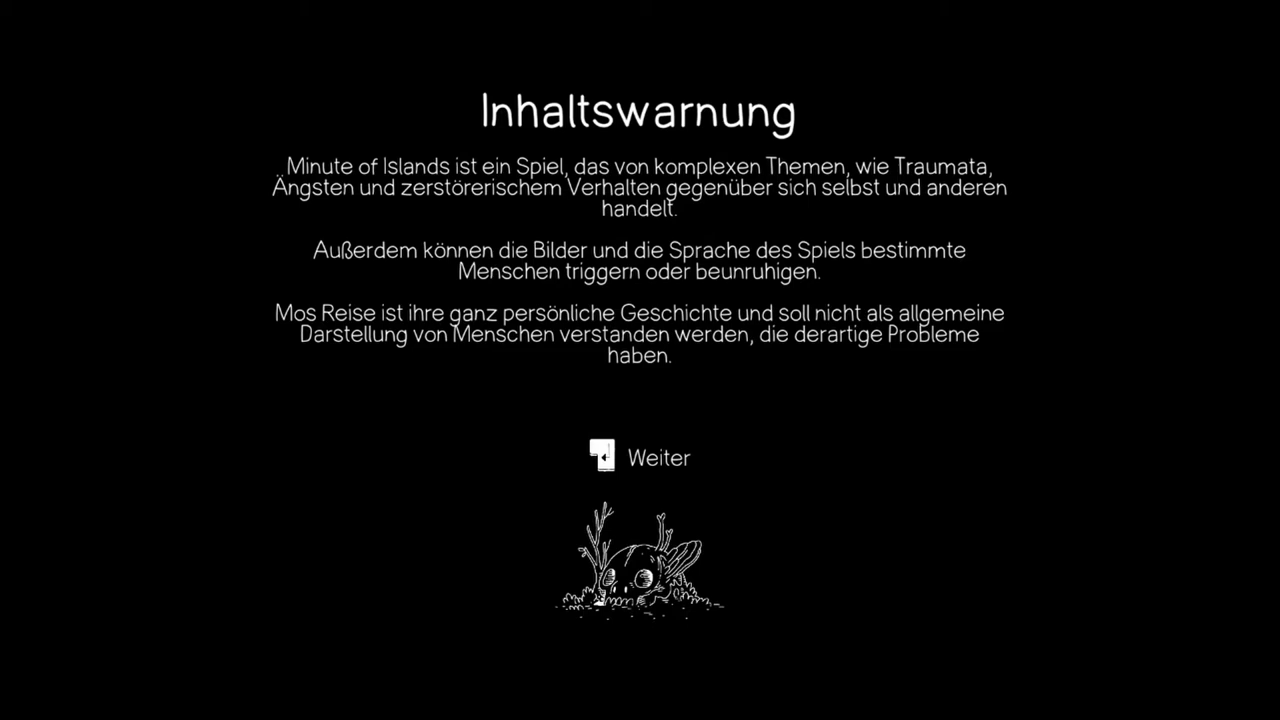 Inhaltswarnung
Minute of Islands ist ein Spiel, das von komplexen Themen, wie Traumata,
Ängsten und zerstörerischem Verhalten gegenüber sich selbst und anderen
handelt.
Außerdem können die Bilder und die Sprache des Spiels bestimmte
Menschen triggern oder beunruhigen.
Mos Reise ist ihre ganz persönliche Geschichte und soll nicht als allgemeine
Darstellung von Menschen verstanden werden, die derartige Probleme
haben.
Weiter